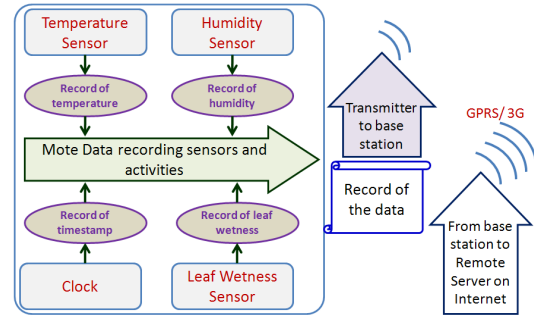 Temperature
Sensor
Humidity
Sensor
Record of
temperature
Record of
humidity
Mote Data recording sensors and
activities
Record of
timestamp
Record of leaf
wetness
Clock
Leaf Wetness
Sensor
Transmitter
to base
station
Record of
the data
GPRS/ 3G
From base
station to
Remote
Server on
Internet